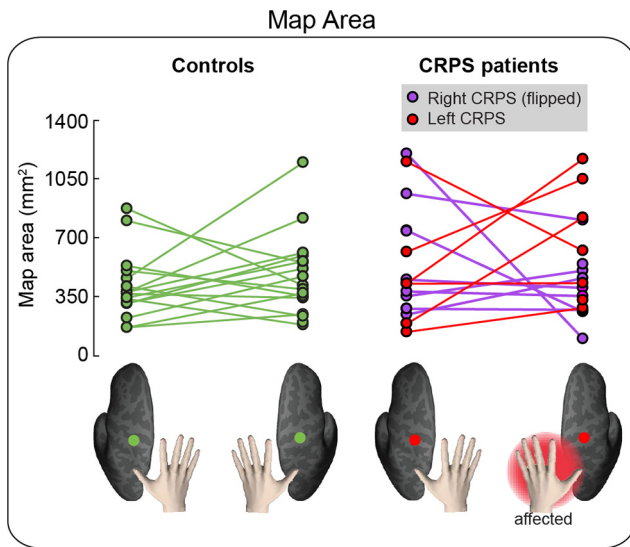 Map Area
Controls
CRPS patients
Right CRPS (flipped)
Left CRPS
Map area (mm²)
1400
1050
700
350
0
affected